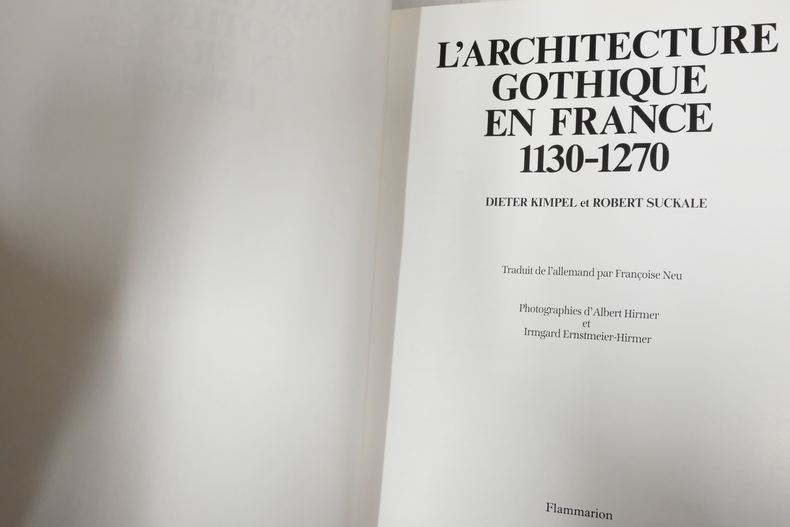 L'ARCHITECTURE
GOTHIQUE
EN FRANCE
1130-1270
DIETER KIMPEL et ROBERT SUCKALE
Traduit de l'allemand par Françoise Neu
Photographies d'Albert Hirmer
et
Irmgard Ernstmeier-Hirmer
Flammarion